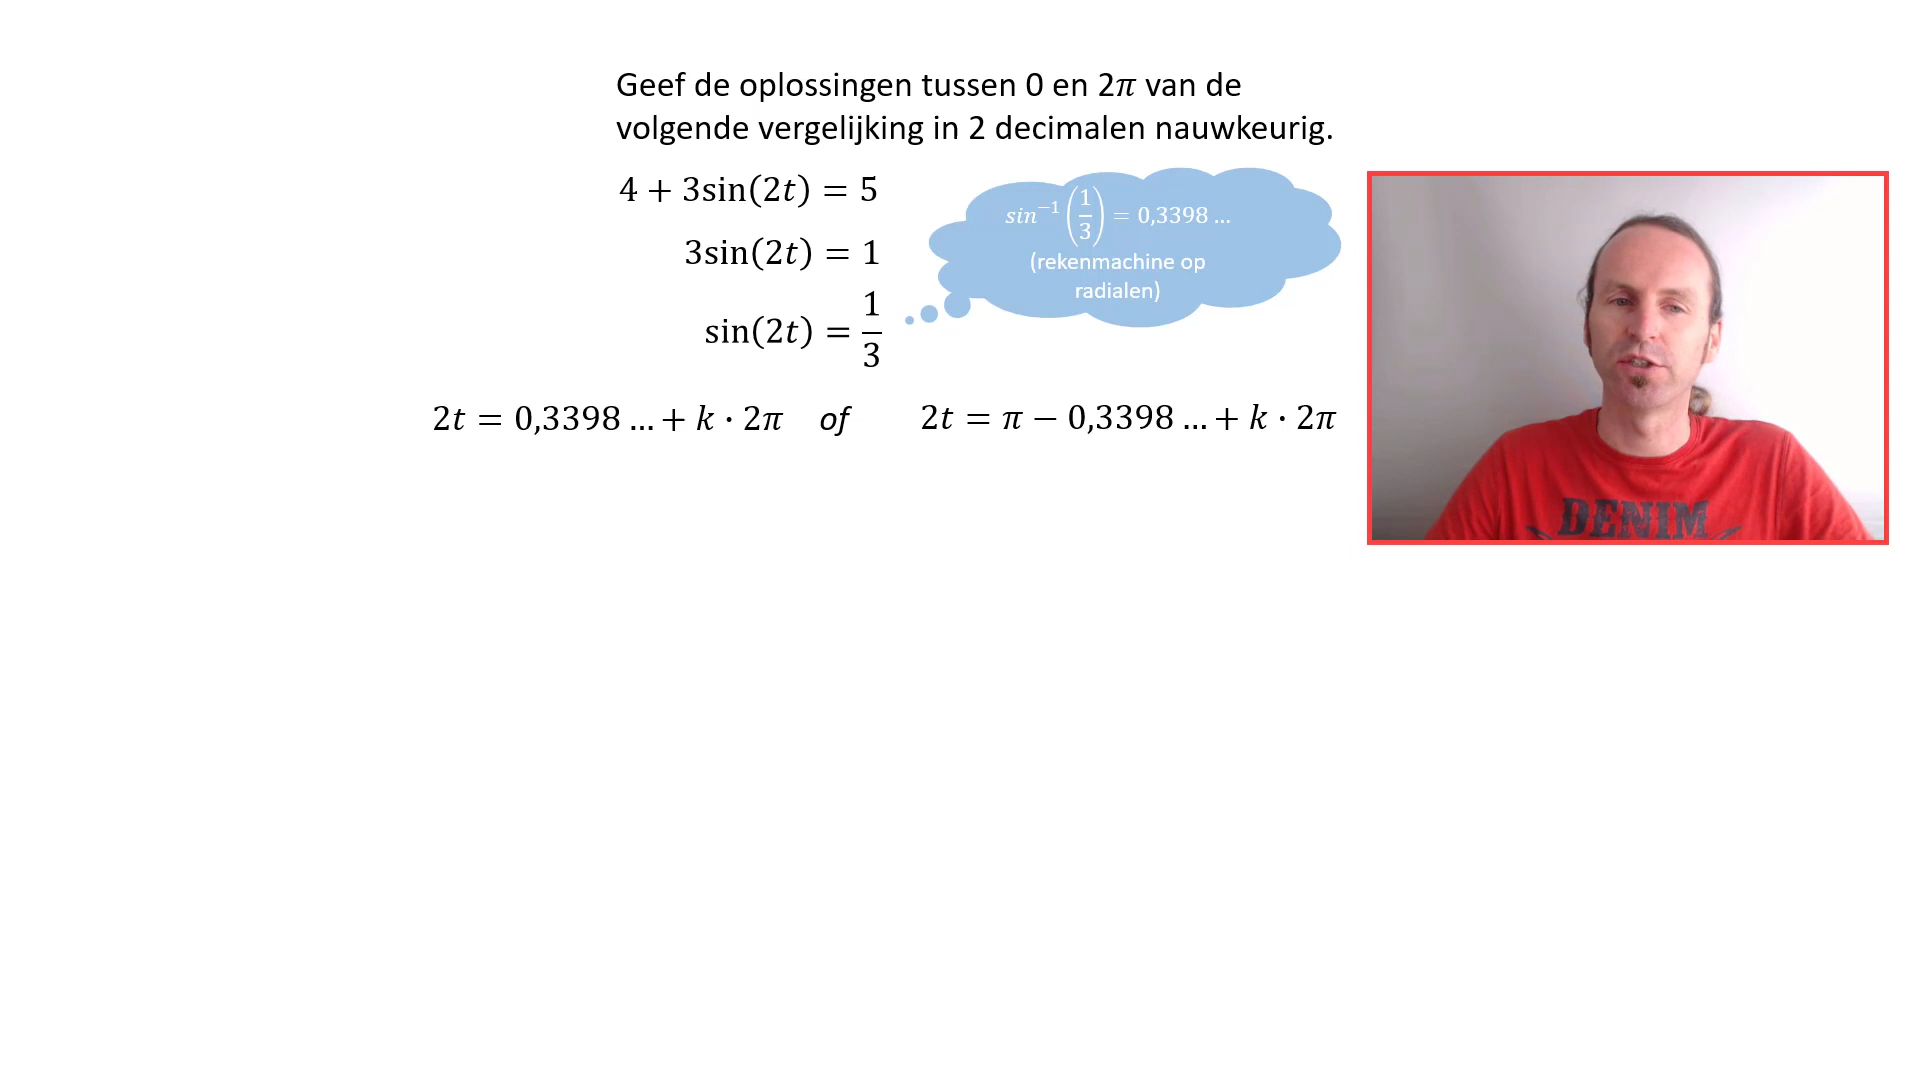 Geef de oplossingen tussen 0 en 2π van de
volgende vergelijking in 2 decimalen nauwkeurig.
4 + 3sin(2t) = 5
3sin(2t) = 1
sin(2t) = 1/3
sin⁻¹(1/3) = 0,3398 …
(rekenmachine op
radialen)
2t = 0,3398 … + k · 2π of 2t = π − 0,3398 … + k · 2π
DENIM